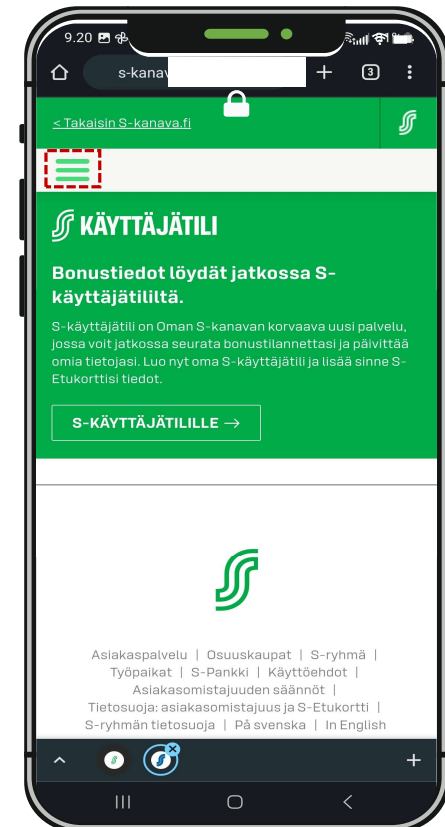 9.20
s-kanav
3
< Takaisin S-kanava.fi
KÄYTTÄJÄTILI
Bonustiedot löydät jatkossa S-
käyttäjätililtä.
S-käyttäjätili on Oman S-kanavan korvaava uusi palvelu,
jossa voit jatkossa seurata bonustilannettasi ja päivittää
omia tietojasi. Luo nyt oma S-käyttäjätili ja lisää sinne S-
Etukorttisi tiedot.
S-KÄYTTÄJÄTILILLE →
Asiakaspalvelu | Osuuskaupat | S-ryhmä |
Työpaikat | S-Pankki | Käyttöehdot |
Asiakasomistajuuden säännöt |
Tietosuoja: asiakasomistajuus ja S-Etukortti |
S-ryhmän tietosuoja | På svenska | In English